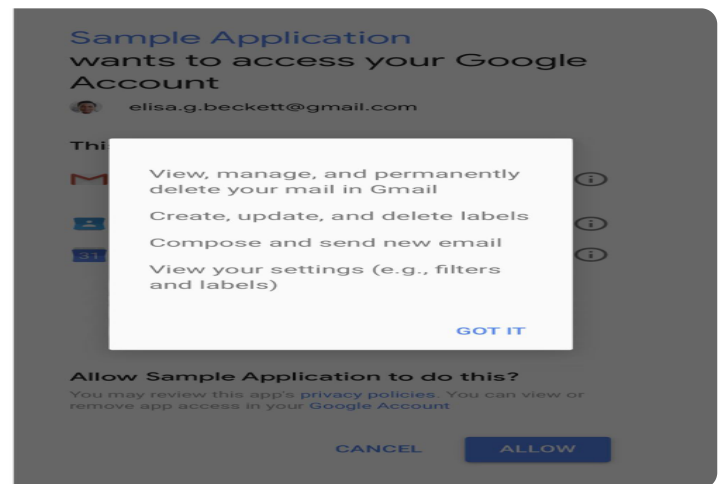 Sample Application
wants to access your Google
Account
elisa.g.beckett@gmail.com
Thi
View, manage, and permanently
delete your mail in Gmail
Create, update, and delete labels
Compose and send new email
View your settings (e.g., filters
and labels)
31
GOT IT
Allow Sample Application to do this?
You may review this app's privacy policies. You can view or
remove app access in your Google Account
CANCEL ALLOW